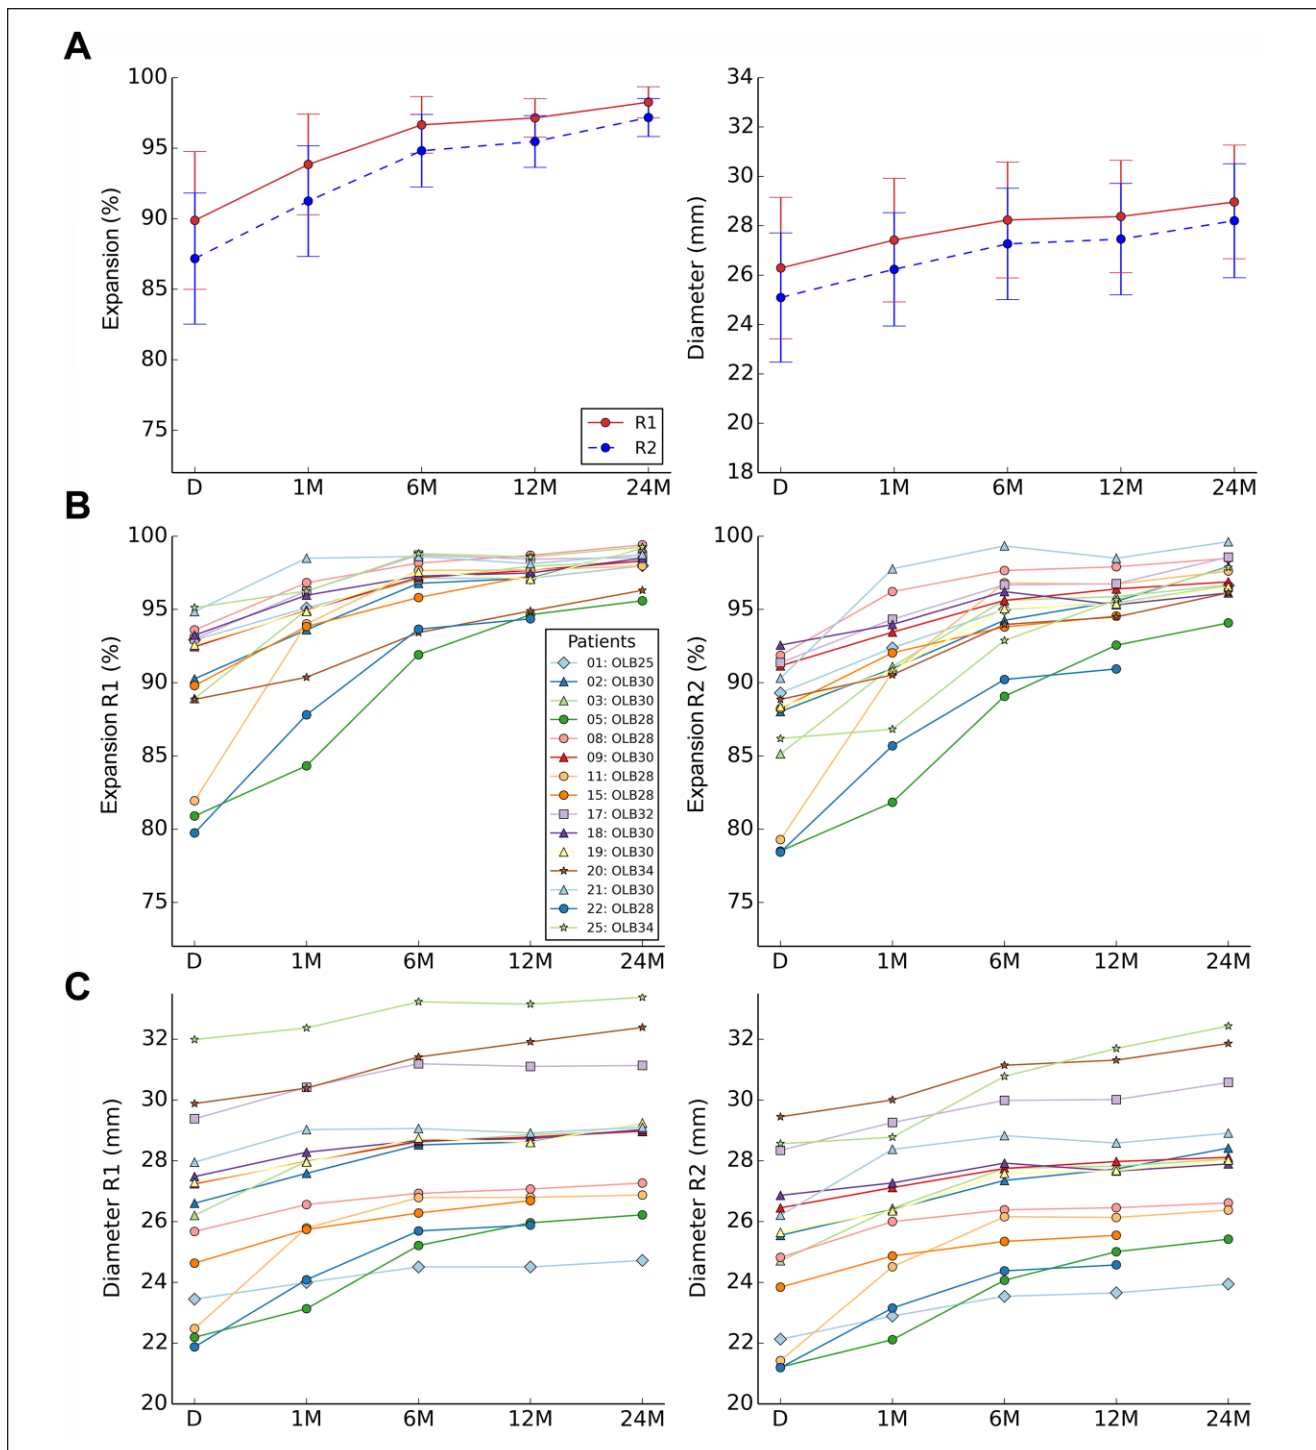 A
Expansion (%)
100
95
90
85
80
75
D 1M 6M 12M 24M
R1
R2
Diameter (mm)
34
32
30
28
26
24
22
20
18
D 1M 6M 12M 24M
B
Expansion R1 (%)
100
95
90
85
80
75
D 1M 6M 12M 24M
Patients
01: OLB25
02: OLB30
03: OLB30
05: OLB28
08: OLB28
09: OLB30
11: OLB28
15: OLB28
17: OLB32
18: OLB30
19: OLB30
20: OLB34
21: OLB30
22: OLB28
25: OLB34
Expansion R2 (%)
100
95
90
85
80
75
D 1M 6M 12M 24M
C
Diameter R1 (mm)
32
30
28
26
24
22
20
D 1M 6M 12M 24M
Diameter R2 (mm)
32
30
28
26
24
22
20
D 1M 6M 12M 24M